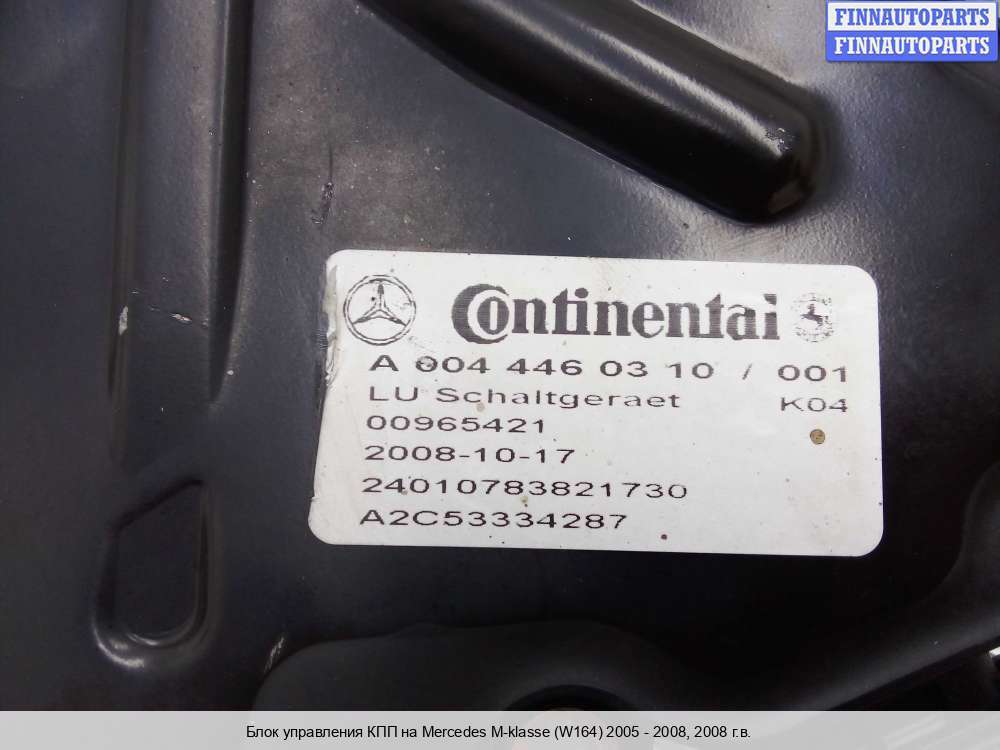 FINNAUTOPARTS
FINNAUTOPARTS
Continental
A 004 446 03 10 / 001
LU Schaltgeraet K04
00965421
2008-10-17
24010783821730
A2C53334287
Блок управления КПП на Mercedes M-klasse (W164) 2005 - 2008, 2008 г.в.